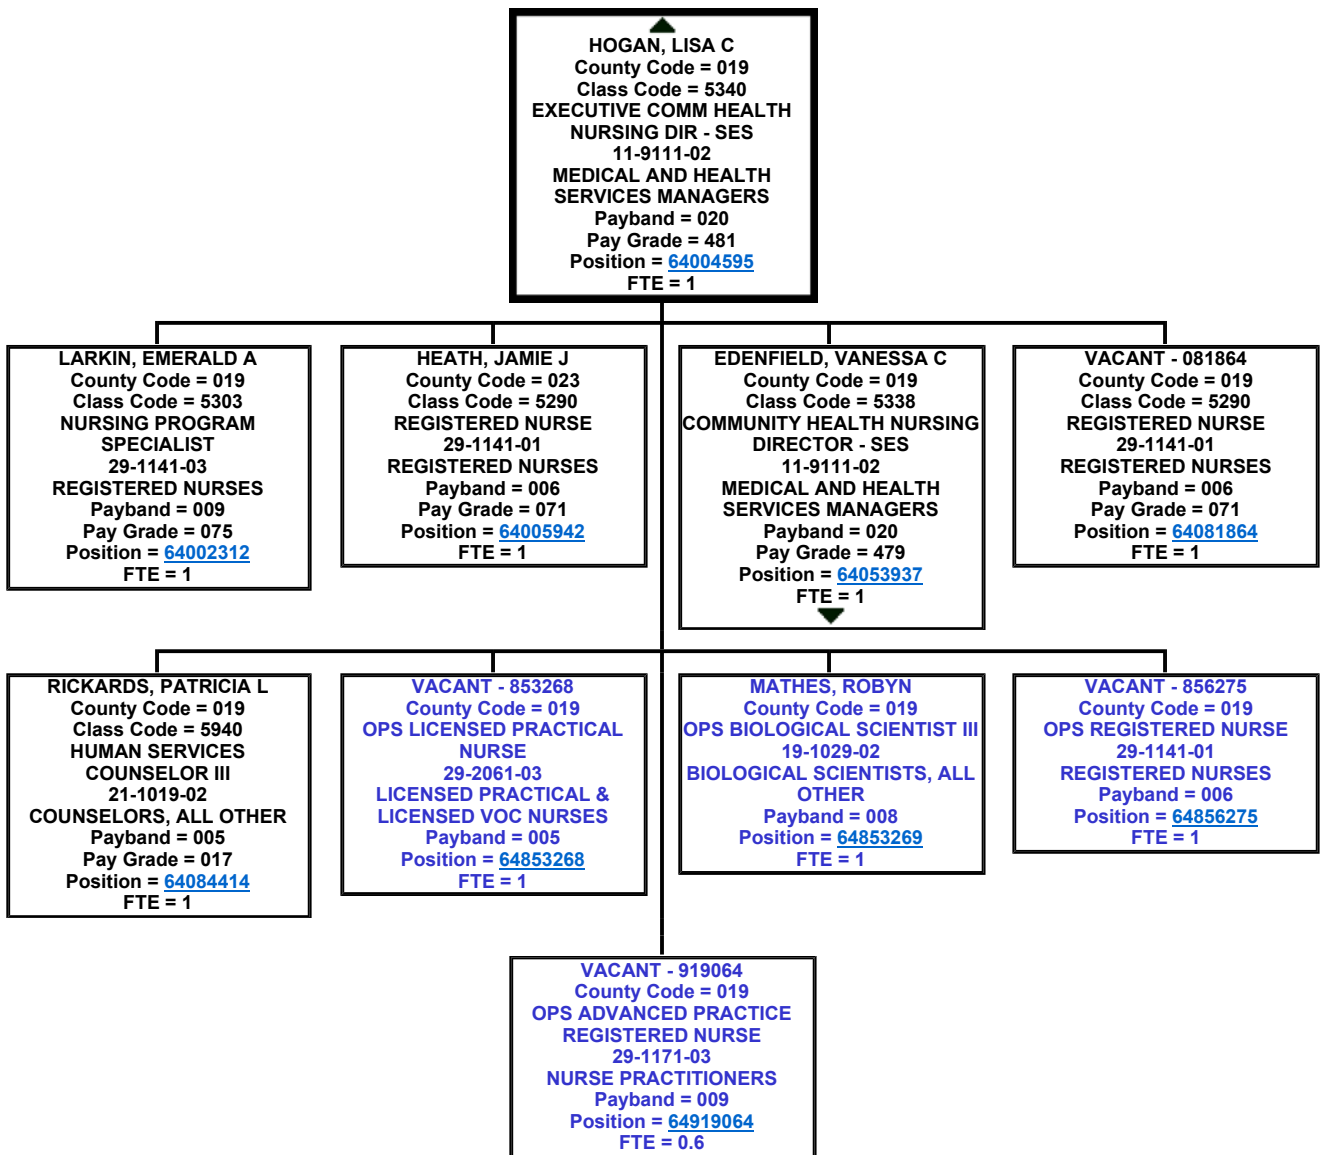 HOGAN, LISA C
County Code = 019
Class Code = 5340
EXECUTIVE COMM HEALTH
NURSING DIR - SES
11-9111-02
MEDICAL AND HEALTH
SERVICES MANAGERS
Payband = 020
Pay Grade = 481
Position = 64004595
FTE = 1
LARKIN, EMERALD A
County Code = 019
Class Code = 5303
NURSING PROGRAM
SPECIALIST
29-1141-03
REGISTERED NURSES
Payband = 009
Pay Grade = 075
Position = 64002312
FTE = 1
HEATH, JAMIE J
County Code = 023
Class Code = 5290
REGISTERED NURSE
29-1141-01
REGISTERED NURSES
Payband = 006
Pay Grade = 071
Position = 64005942
FTE = 1
EDENFIELD, VANESSA C
County Code = 019
Class Code = 5338
COMMUNITY HEALTH NURSING
DIRECTOR - SES
11-9111-02
MEDICAL AND HEALTH
SERVICES MANAGERS
Payband = 020
Pay Grade = 479
Position = 64053937
FTE = 1
VACANT - 081864
County Code = 019
Class Code = 5290
REGISTERED NURSE
29-1141-01
REGISTERED NURSES
Payband = 006
Pay Grade = 071
Position = 64081864
FTE = 1
RICKARDS, PATRICIA L
County Code = 019
Class Code = 5940
HUMAN SERVICES
COUNSELOR III
21-1019-02
COUNSELORS, ALL OTHER
Payband = 005
Pay Grade = 017
Position = 64084414
FTE = 1
VACANT - 853268
County Code = 019
OPS LICENSED PRACTICAL
NURSE
29-2061-03
LICENSED PRACTICAL &
LICENSED VOC NURSES
Payband = 005
Position = 64853268
FTE = 1
MATHES, ROBYN
County Code = 019
OPS BIOLOGICAL SCIENTIST III
19-1029-02
BIOLOGICAL SCIENTISTS, ALL
OTHER
Payband = 008
Position = 64853269
FTE = 1
VACANT - 856275
County Code = 019
OPS REGISTERED NURSE
29-1141-01
REGISTERED NURSES
Payband = 006
Position = 64856275
FTE = 1
VACANT - 919064
County Code = 019
OPS ADVANCED PRACTICE
REGISTERED NURSE
29-1171-03
NURSE PRACTITIONERS
Payband = 009
Position = 64919064
FTE = 0.6